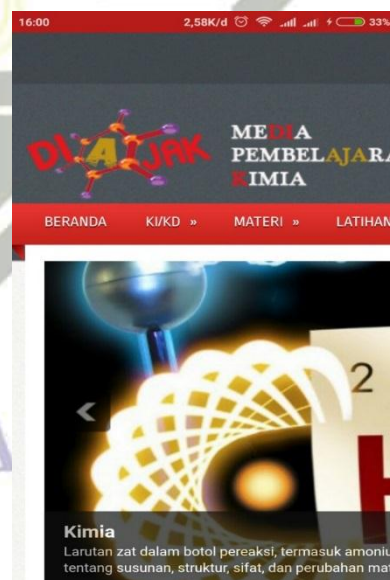 16:00 2,58K/d 33%
DIAJAK
MEDIA
PEMBELAJARA
KIMIA
BERANDA KI/KD » MATERI » LATIHAN
2
Kimia
Larutan zat dalam botol pereaksi, termasuk amoniu
tentang susunan, struktur, sifat, dan perubahan mat